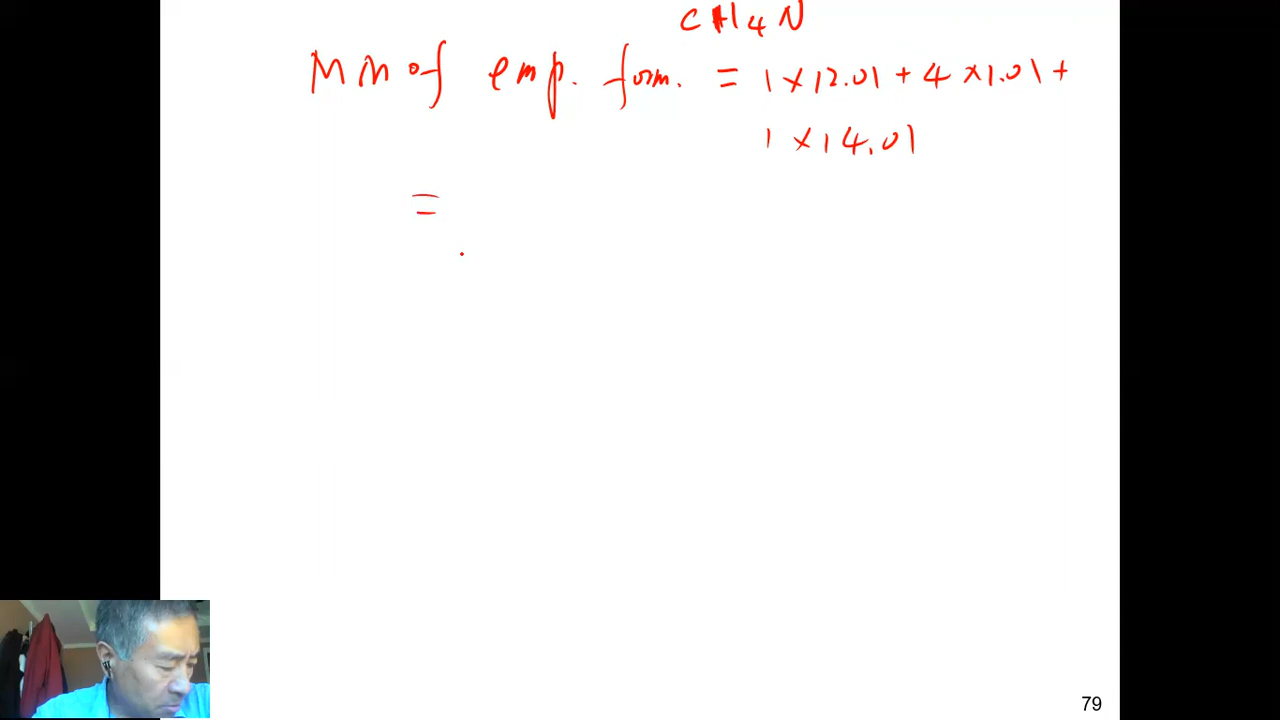 CH4N
MM of emp. form. = 1 × 12.01 + 4 × 1.01 +
1 × 14.01
=
79